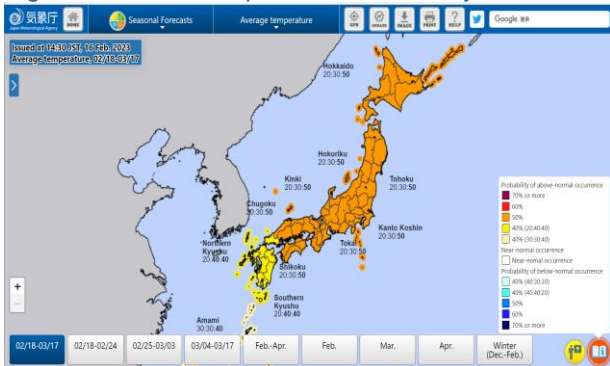 気象庁
Japan Meteorological Agency
HOME
Seasonal Forecasts
Average temperature
GPS
UPDATE
IMAGE
PRINT
HELP
Google 検索
Issued at 14:30 JST, 16 Feb. 2023
Average temperature, 02/18-03/17
Hokkaido
20:30:50
Hokuriku
20:30:50
Tohoku
20:30:50
Kinki
20:30:50
Chugoku
20:30:50
Kanto Koshin
20:30:50
Tokai
20:30:50
Northern
Kyushu
20:40:40
Shikoku
20:30:50
Southern
Kyushu
20:40:40
Amami
30:30:40
Probability of above-normal occurrence
70% or more
60%
50%
40% (20:40:40)
40% (30:30:40)
Near-normal occurrence
Near-normal occurrence
Probability of below-normal occurrence
40% (40:30:30)
40% (40:40:20)
50%
60%
70% or more
+
-
02/18-03/17
02/18-02/24
02/25-03/03
03/04-03/17
Feb.-Apr.
Feb.
Mar.
Apr.
Winter
(Dec.-Feb.)